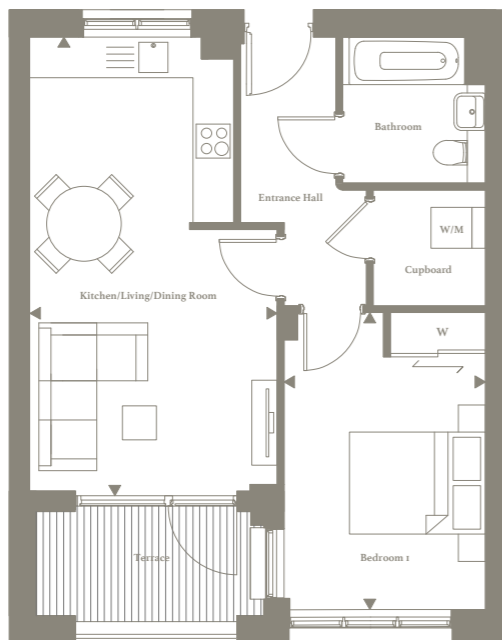 Bathroom
Entrance Hall
W/M
Cupboard
Kitchen/Living/Dining Room
W
Terrace
Bedroom 1